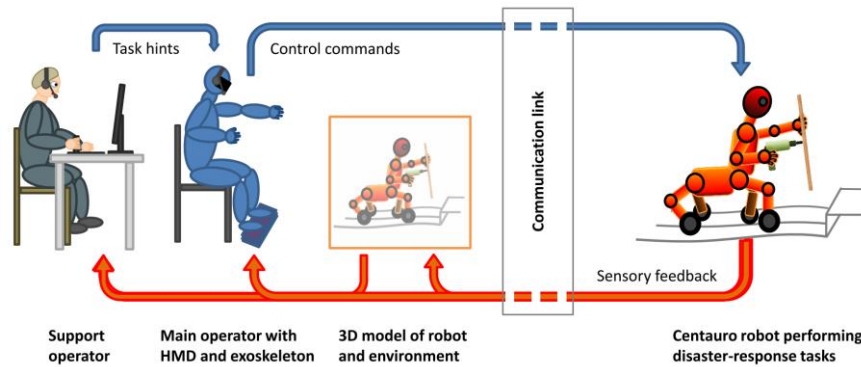 Task hints
Control commands
Communication link
Sensory feedback
Support
operator
Main operator with
HMD and exoskeleton
3D model of robot
and environment
Centauro robot performing
disaster-response tasks